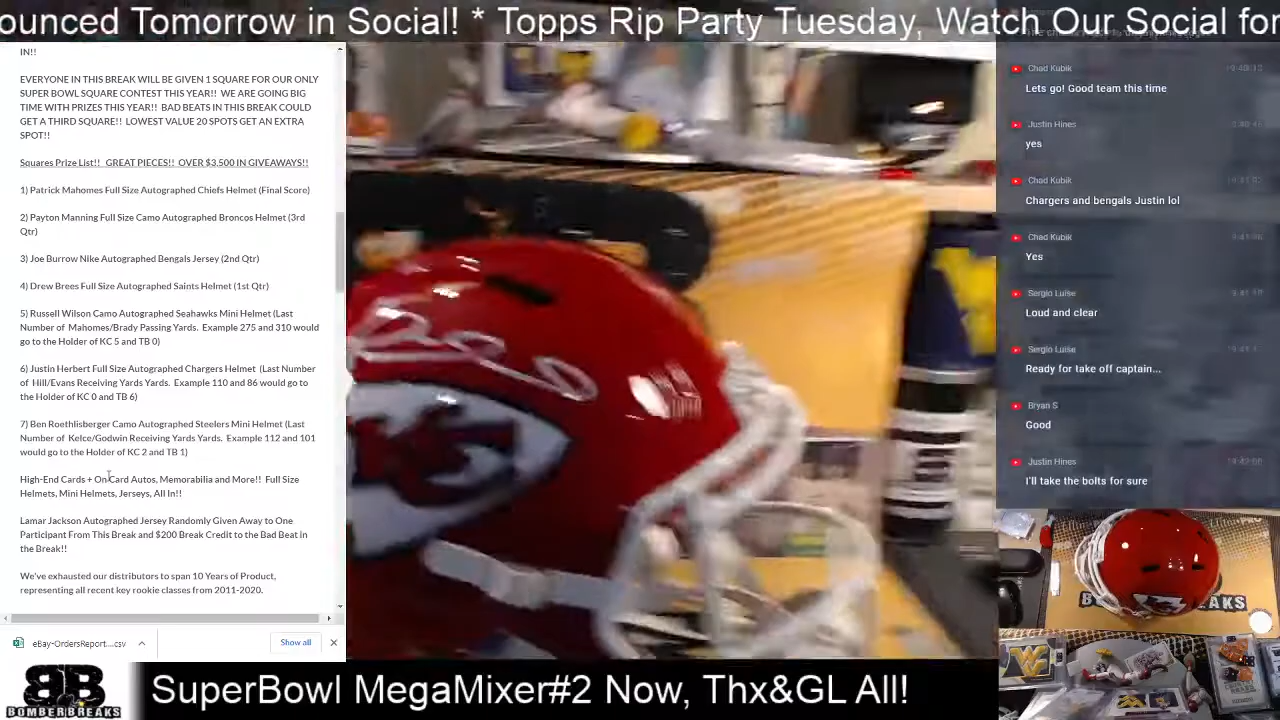 ounced Tomorrow in Social! * Topps Rip Party Tuesday, Watch Our Social for
IN!!
EVERYONE IN THIS BREAK WILL BE GIVEN 1 SQUARE FOR OUR ONLY
SUPER BOWL SQUARE CONTEST THIS YEAR!! WE ARE GOING BIG
TIME WITH PRIZES THIS YEAR!! BAD BEATS IN THIS BREAK COULD
GET A THIRD SQUARE!! LOWEST VALUE 20 SPOTS GET AN EXTRA
SPOT!!
Squares Prize List!! GREAT PIECES!! OVER $3,500 IN GIVEAWAYS!!
1) Patrick Mahomes Full Size Autographed Chiefs Helmet (Final Score)
2) Payton Manning Full Size Camo Autographed Broncos Helmet (3rd
Qtr)
3) Joe Burrow Nike Autographed Bengals Jersey (2nd Qtr)
4) Drew Brees Full Size Autographed Saints Helmet (1st Qtr)
5) Russell Wilson Camo Autographed Seahawks Mini Helmet (Last
Number of Mahomes/Brady Passing Yards. Example 275 and 310 would
go to the Holder of KC 5 and TB 0)
6) Justin Herbert Full Size Autographed Chargers Helmet (Last Number
of Hill/Evans Receiving Yards Yards. Example 110 and 86 would go to
the Holder of KC 0 and TB 6)
7) Ben Roethlisberger Camo Autographed Steelers Mini Helmet (Last
Number of Kelce/Godwin Receiving Yards Yards. Example 112 and 101
would go to the Holder of KC 2 and TB 1)
High-End Cards + On Card Autos, Memorabilia and More!! Full Size
Helmets, Mini Helmets, Jerseys, All In!!
Lamar Jackson Autographed Jersey Randomly Given Away to One
Participant From This Break and $200 Break Credit to the Bad Beat in
the Break!!
We've exhausted our distributors to span 10 Years of Product,
representing all recent key rookie classes from 2011-2020.
eBay-OrdersReport....csv
Show all
Chad Kubik
Lets go! Good team this time
Justin Hines
yes
Chad Kubik
Chargers and bengals Justin lol
Chad Kubik
Yes
Sergio Luise
Loud and clear
Sergio Luise
Ready for take off captain...
Bryan S
Good
Justin Hines
I'll take the bolts for sure
KC
BB
BOMBERBREAKS
SuperBowl MegaMixer#2 Now, Thx&GL All!